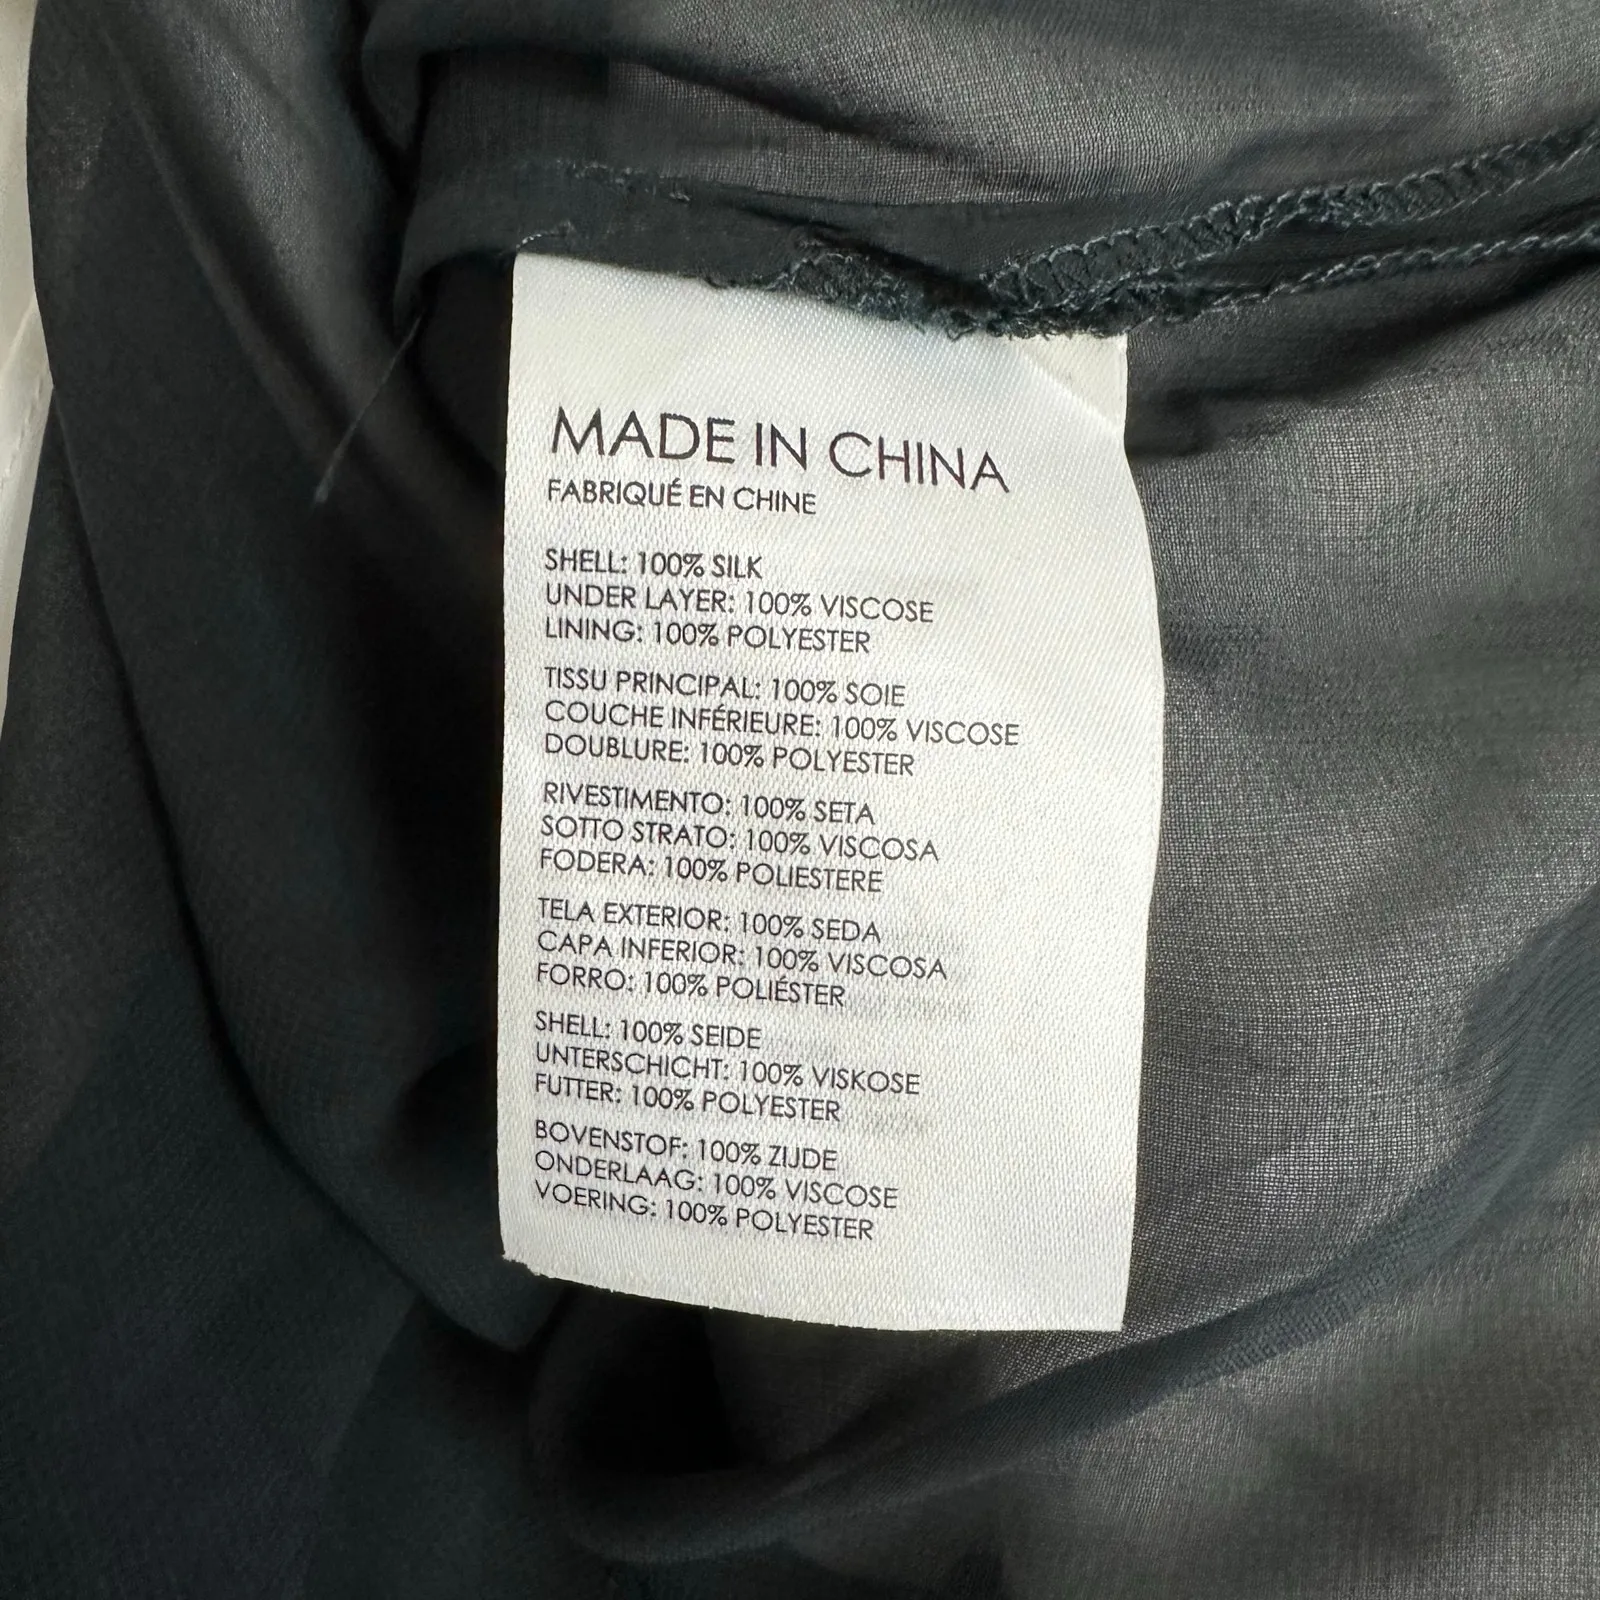 MADE IN CHINA
FABRIQUÉ EN CHINE
SHELL: 100% SILK
UNDER LAYER: 100% VISCOSE
LINING: 100% POLYESTER
TISSU PRINCIPAL: 100% SOIE
COUCHE INFÉRIEURE: 100% VISCOSE
DOUBLURE: 100% POLYESTER
RIVESTIMENTO: 100% SETA
SOTTO STRATO: 100% VISCOSA
FODERA: 100% POLIESTERE
TELA EXTERIOR: 100% SEDA
CAPA INFERIOR: 100% VISCOSA
FORRO: 100% POLIÉSTER
SHELL: 100% SEIDE
UNTERSCHICHT: 100% VISKOSE
FUTTER: 100% POLYESTER
BOVENSTOF: 100% ZIJDE
ONDERLAAG: 100% VISCOSE
VOERING: 100% POLYESTER